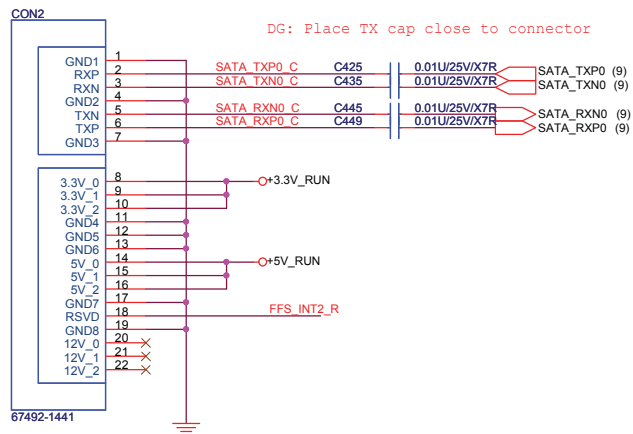 CON2
DG: Place TX cap close to connector
GND1 1
RXP 2 SATA_TXP0_C C425 0.01U/25V/X7R SATA_TXP0 (9)
RXN 3 SATA_TXN0_C C435 0.01U/25V/X7R SATA_TXN0 (9)
GND2 4
TXN 5 SATA_RXN0_C C445 0.01U/25V/X7R SATA_RXN0 (9)
TXP 6 SATA_RXP0_C C449 0.01U/25V/X7R SATA_RXP0 (9)
GND3 7
3.3V_0 8 +3.3V_RUN
3.3V_1 9
3.3V_2 10
GND4 11
GND5 12
GND6 13
5V_0 14 +5V_RUN
5V_1 15
5V_2 16
GND7 17
RSVD 18 FFS_INT2_R
GND8 19
12V_0 20
12V_1 21
12V_2 22
67492-1441